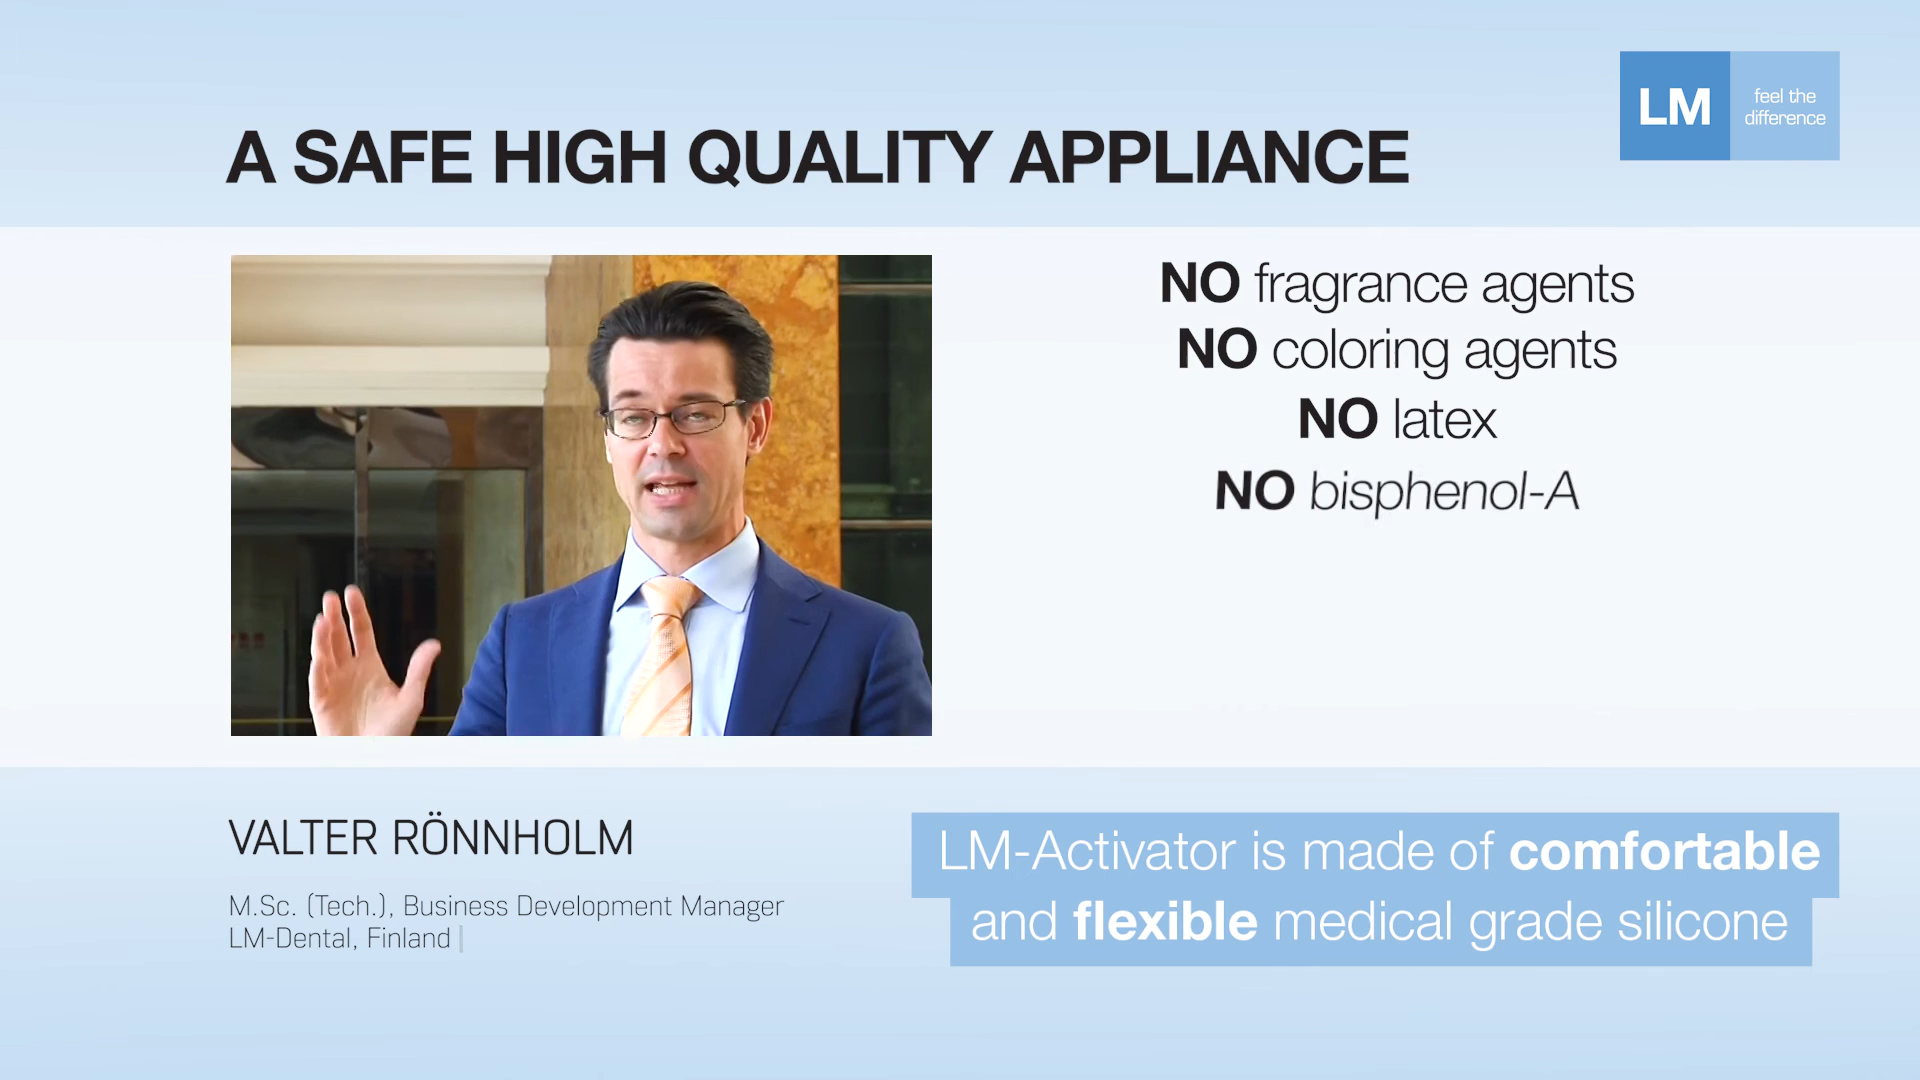 LM
feel the
difference
A SAFE HIGH QUALITY APPLIANCE
NO fragrance agents
NO coloring agents
NO latex
NO bisphenol-A
VALTER RÖNNHOLM
M.Sc. (Tech.), Business Development Manager
LM-Dental, Finland
LM-Activator is made of comfortable
and flexible medical grade silicone